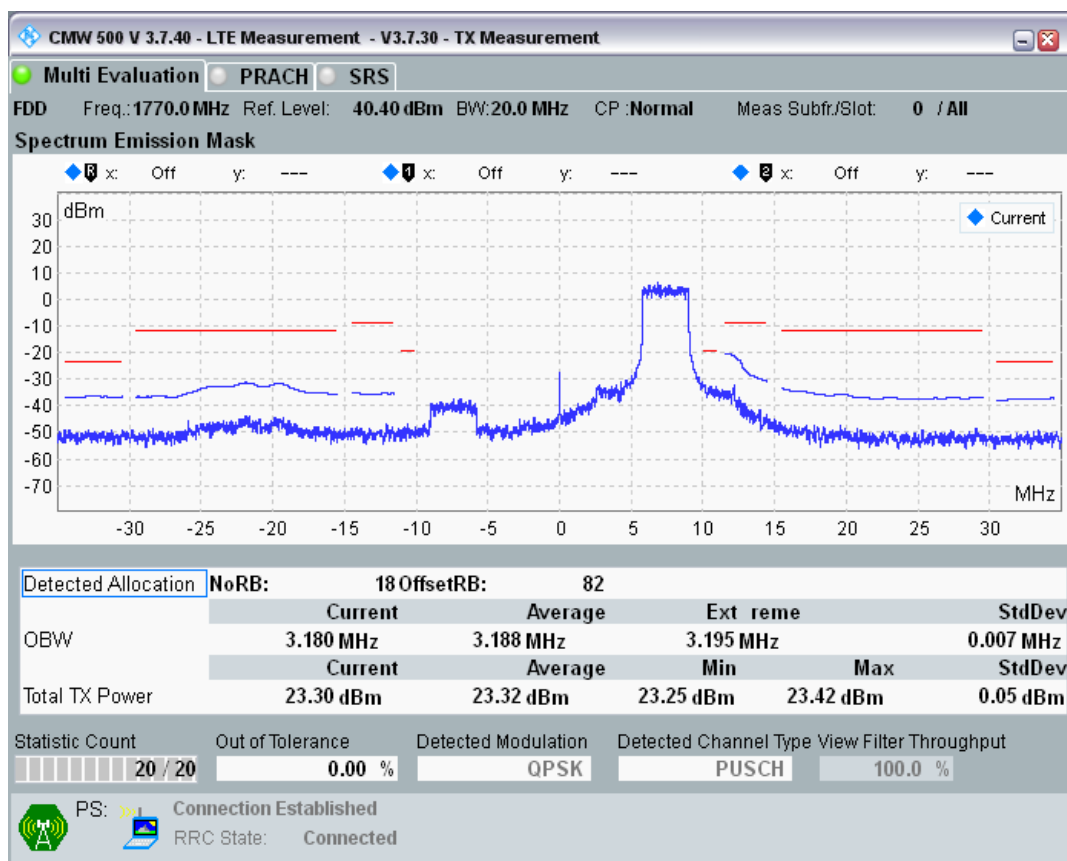 CMW 500 V 3.7.40 - LTE Measurement - V3.7.30 - TX Measurement
Multi Evaluation PRACH SRS
FDD Freq.:1770.0 MHz Ref. Level: 40.40 dBm BW:20.0 MHz CP :Normal Meas Subfr./Slot: 0 / All
Spectrum Emission Mask
R x: Off y: --- 1 x: Off y: --- 2 x: Off y: ---
dBm
Current
30
20
10
0
-10
-20
-30
-40
-50
-60
-70
MHz
-30 -25 -20 -15 -10 -5 0 5 10 15 20 25 30
Detected Allocation NoRB: 18 OffsetRB: 82
Current Average Ext reme StdDev
OBW 3.180 MHz 3.188 MHz 3.195 MHz 0.007 MHz
Current Average Min Max StdDev
Total TX Power 23.30 dBm 23.32 dBm 23.25 dBm 23.42 dBm 0.05 dBm
Statistic Count Out of Tolerance Detected Modulation Detected Channel Type View Filter Throughput
20 / 20 0.00 % QPSK PUSCH 100.0 %
PS: Connection Established
RRC State: Connected